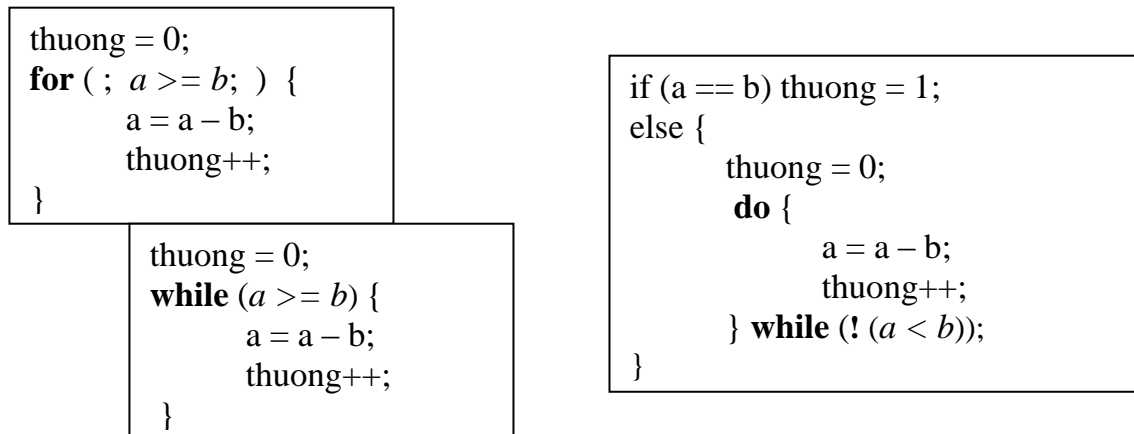 thuong = 0;
for ( ; a >= b; ) {
a = a – b;
thuong++;
}
thuong = 0;
while (a >= b) {
a = a – b;
thuong++;
}
if (a == b) thuong = 1;
else {
thuong = 0;
do {
a = a – b;
thuong++;
} while (! (a < b));
}